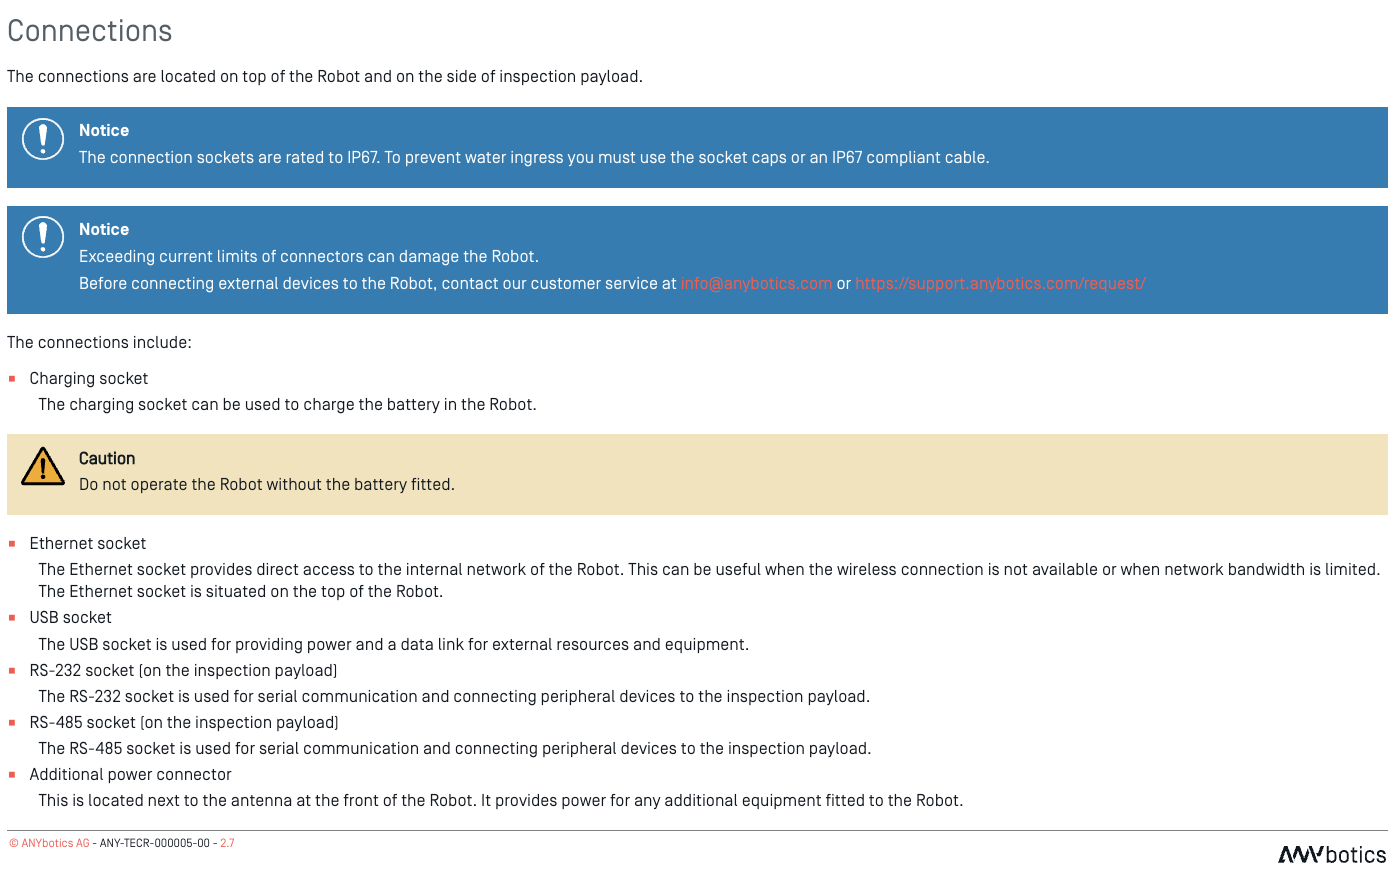 Connections
The connections are located on top of the Robot and on the side of inspection payload.
Notice
The connection sockets are rated to IP67. To prevent water ingress you must use the socket caps or an IP67 compliant cable.
Notice
Exceeding current limits of connectors can damage the Robot.
Before connecting external devices to the Robot, contact our customer service at info@anybotics.com or https://support.anybotics.com/request/
The connections include:
Charging socket
The charging socket can be used to charge the battery in the Robot.
Caution
Do not operate the Robot without the battery fitted.
Ethernet socket
The Ethernet socket provides direct access to the internal network of the Robot. This can be useful when the wireless connection is not available or when network bandwidth is limited.
The Ethernet socket is situated on the top of the Robot.
USB socket
The USB socket is used for providing power and a data link for external resources and equipment.
RS-232 socket (on the inspection payload)
The RS-232 socket is used for serial communication and connecting peripheral devices to the inspection payload.
RS-485 socket (on the inspection payload)
The RS-485 socket is used for serial communication and connecting peripheral devices to the inspection payload.
Additional power connector
This is located next to the antenna at the front of the Robot. It provides power for any additional equipment fitted to the Robot.
© ANYbotics AG - ANY-TECR-000005-00 - 2.7
ANYbotics